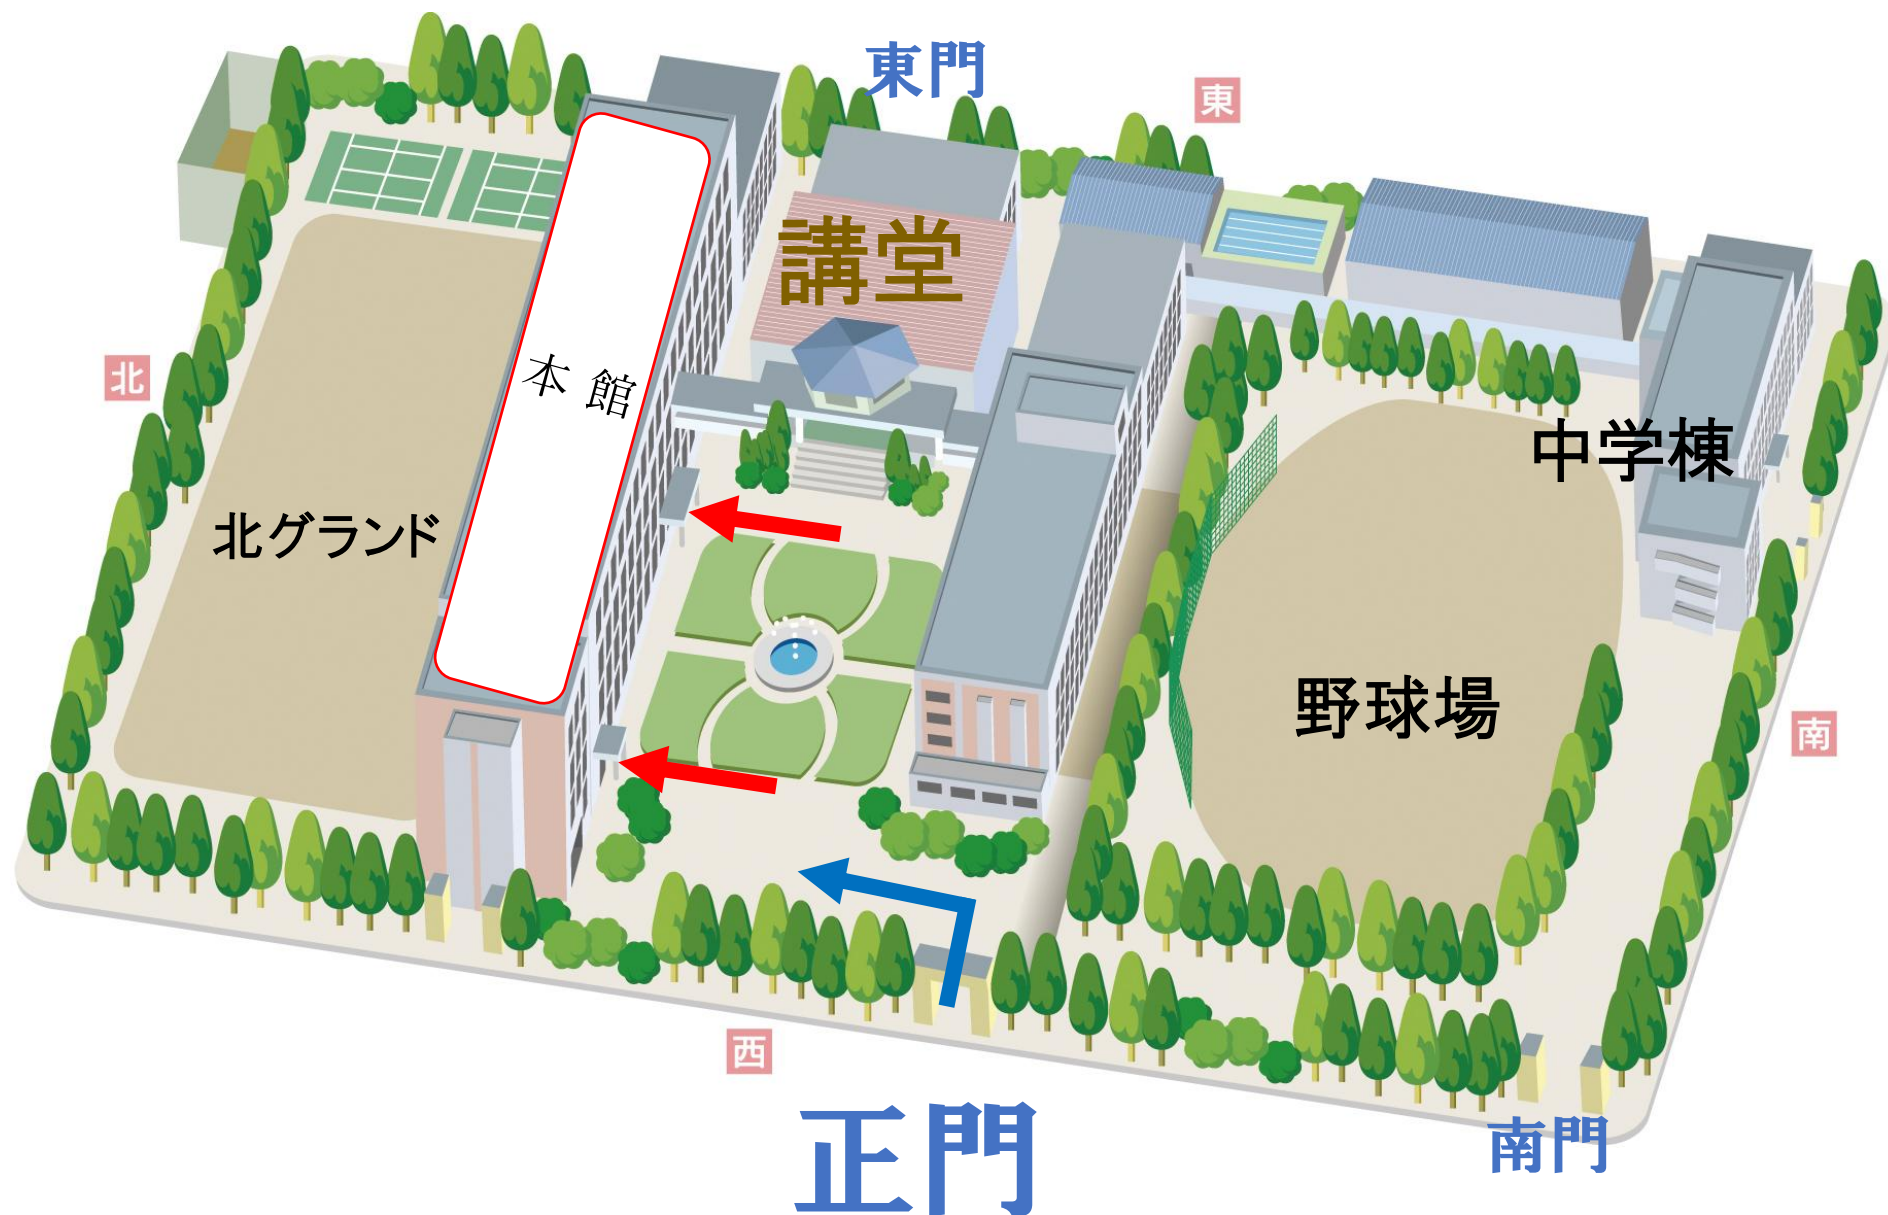 東門
東
講堂
北
本館
中学棟
北グランド
野球場
南
西
正門
南門